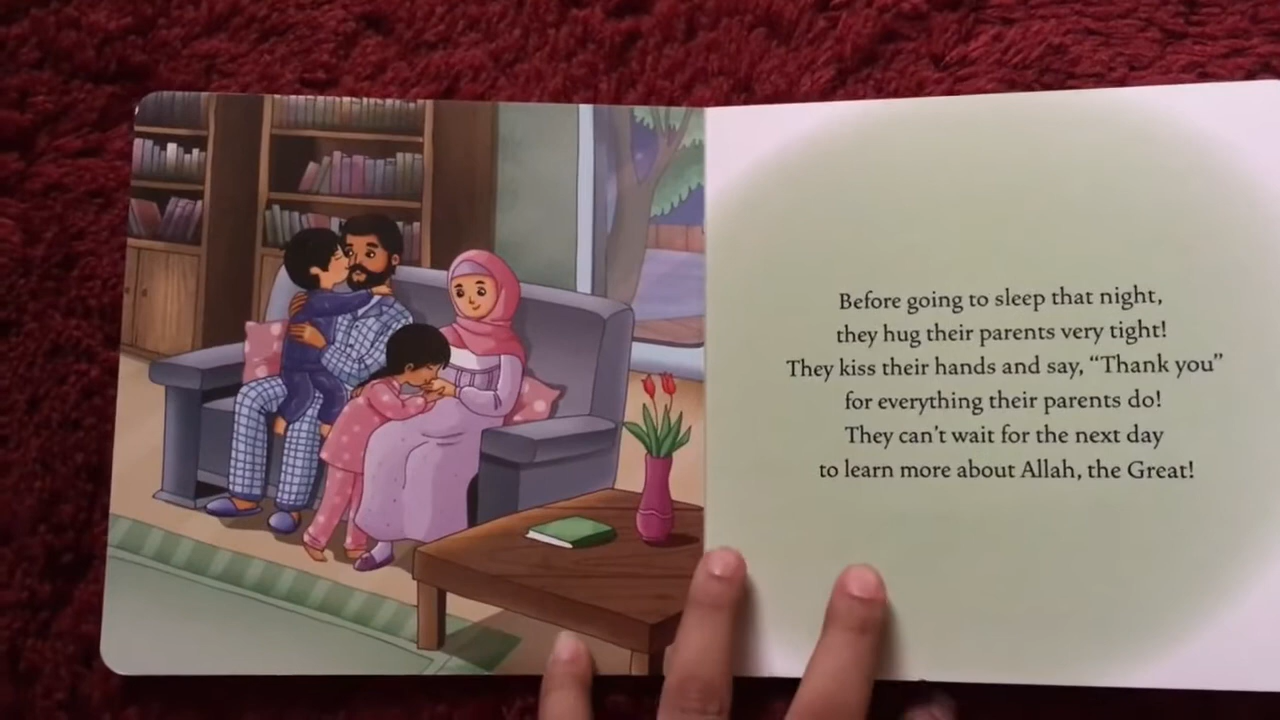 Before going to sleep that night,
they hug their parents very tight!
They kiss their hands and say, “Thank you”
for everything their parents do!
They can’t wait for the next day
to learn more about Allah, the Great!